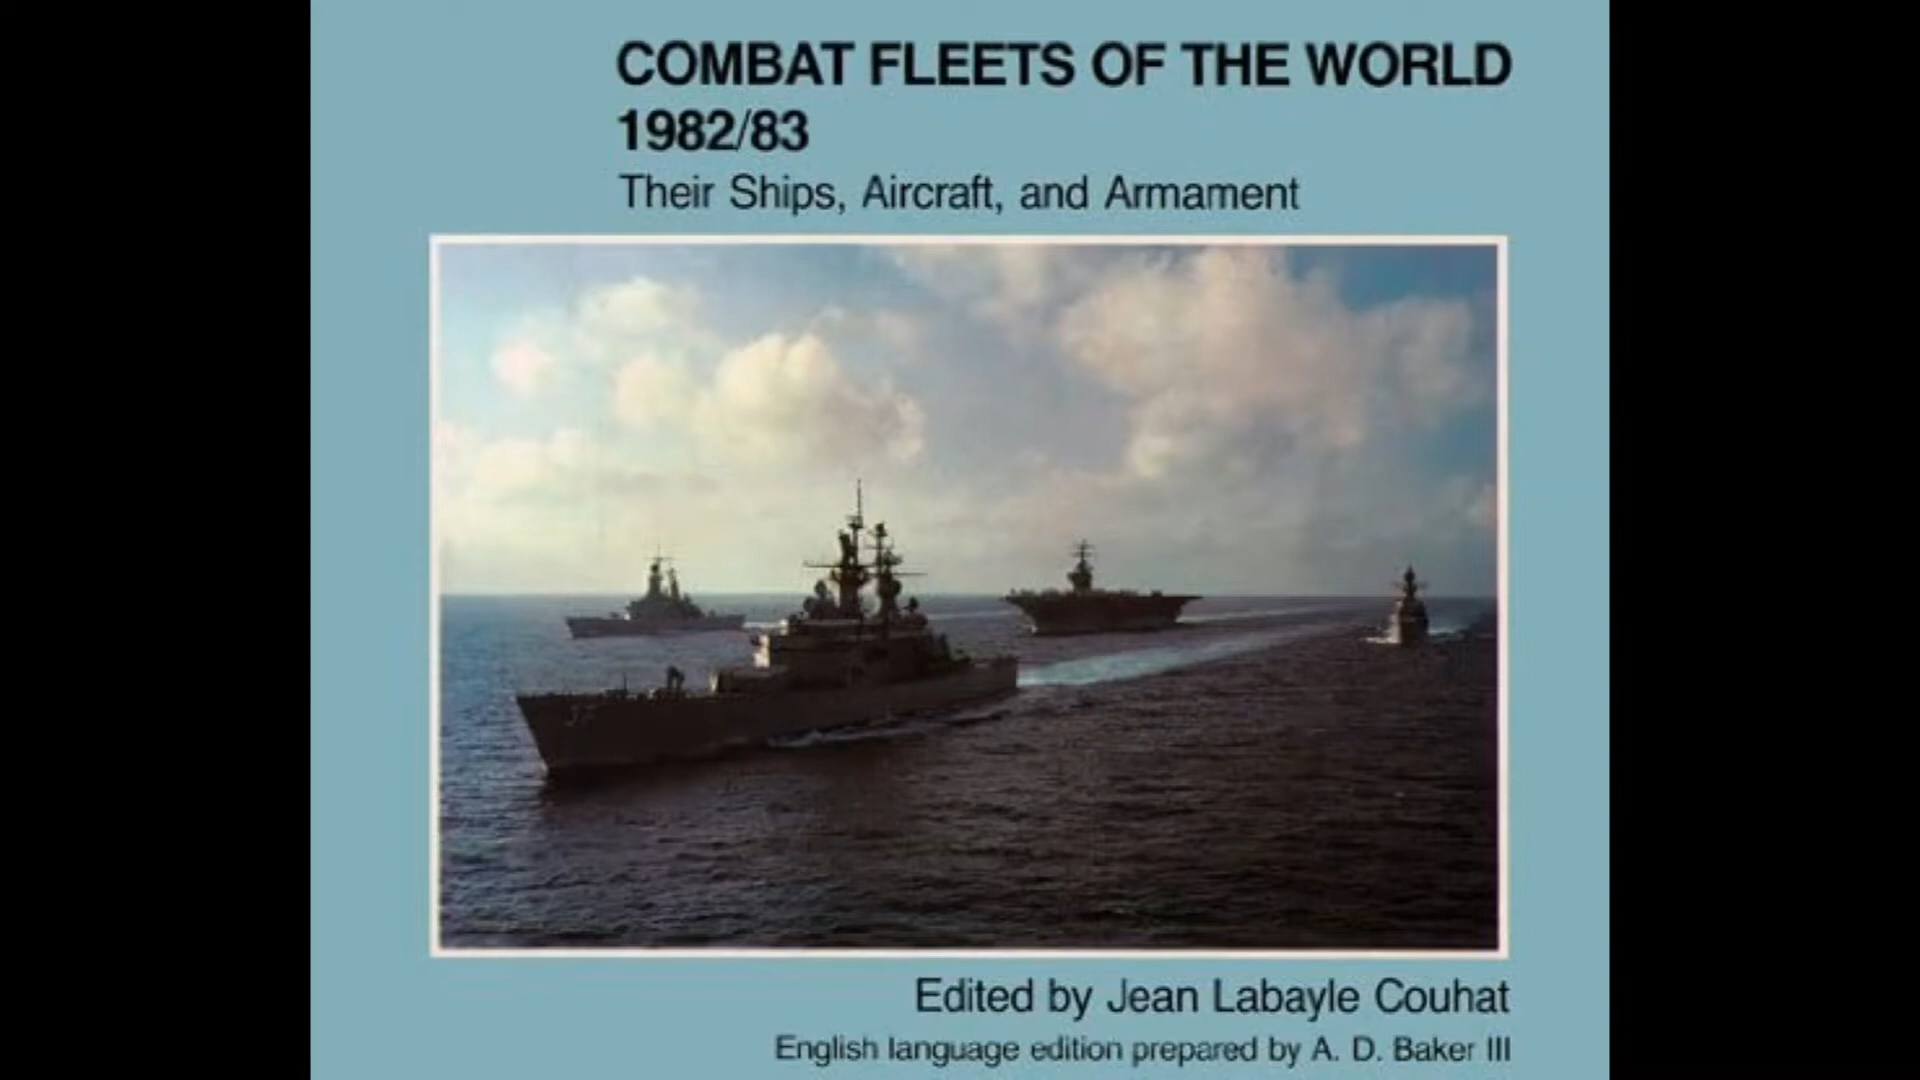 COMBAT FLEETS OF THE WORLD
1982/83
Their Ships, Aircraft, and Armament
Edited by Jean Labayle Couhat
English language edition prepared by A. D. Baker III